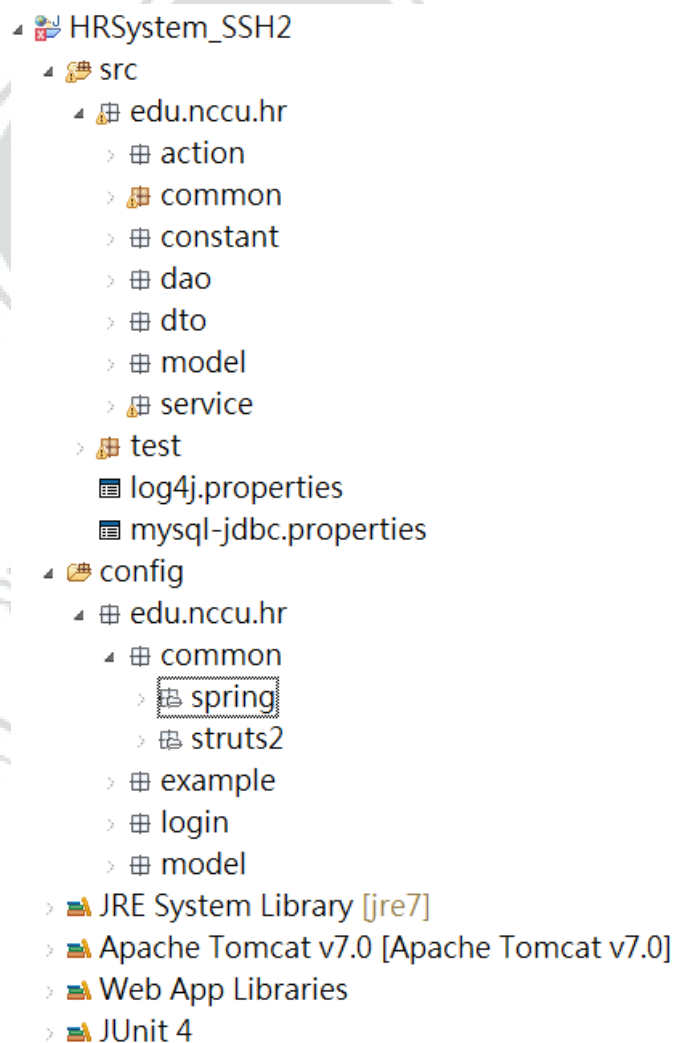 HRSystem_SSH2
src
edu.nccu.hr
action
common
constant
dao
dto
model
service
test
log4j.properties
mysql-jdbc.properties
config
edu.nccu.hr
common
spring
struts2
example
login
model
JRE System Library [jre7]
Apache Tomcat v7.0 [Apache Tomcat v7.0]
Web App Libraries
JUnit 4